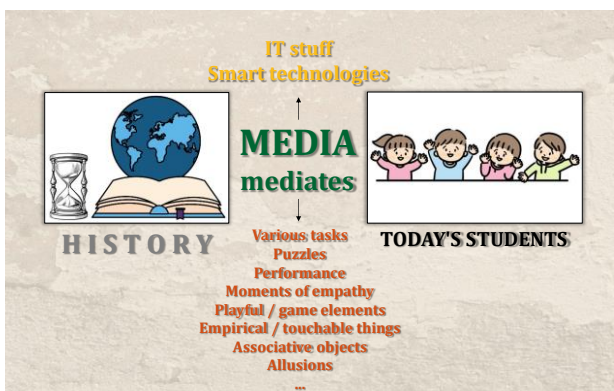 IT stuff
Smart technologies
MEDIA
mediates
HISTORY
TODAY'S STUDENTS
Various tasks
Puzzles
Performance
Moments of empathy
Playful / game elements
Empirical / touchable things
Associative objects
Allusions
...